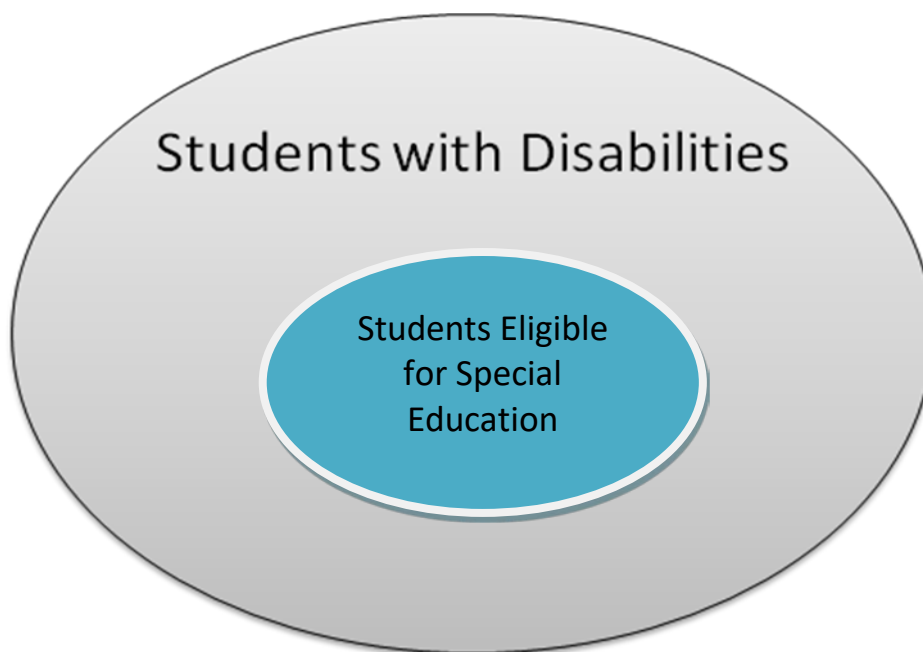 Students with Disabilities
Students Eligible
for Special
Education